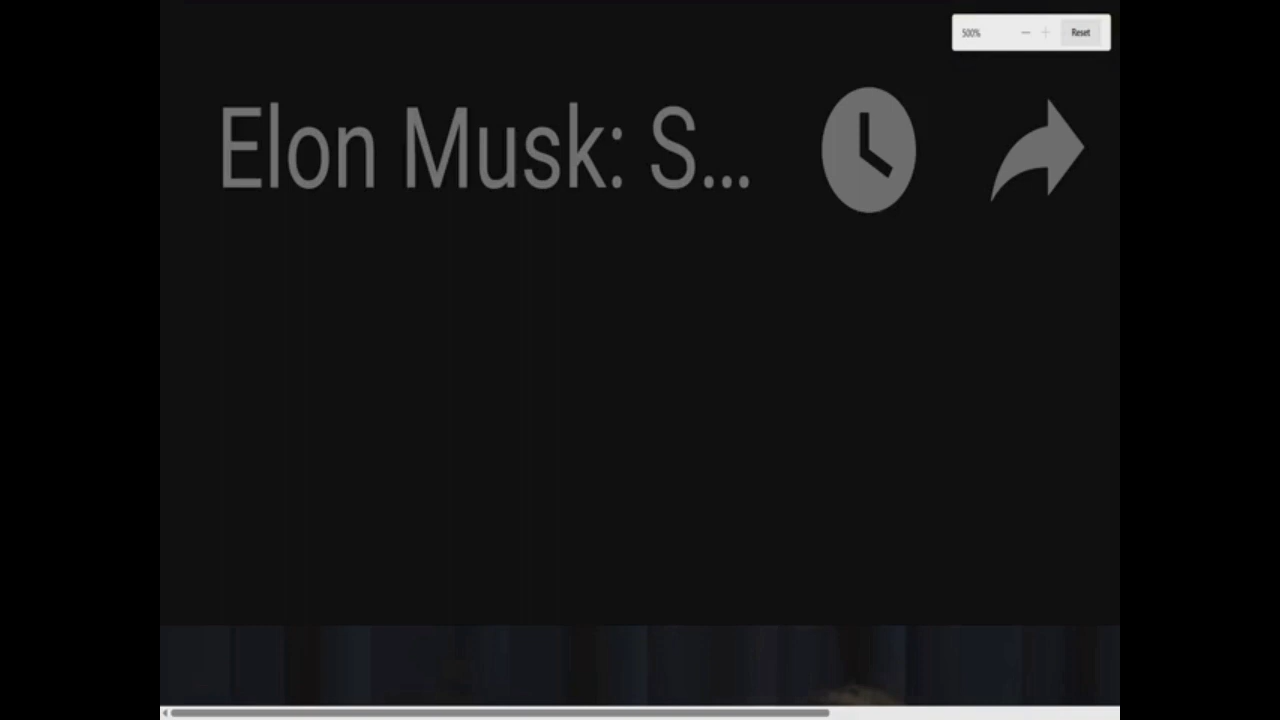 500% − + Reset
Elon Musk: S...